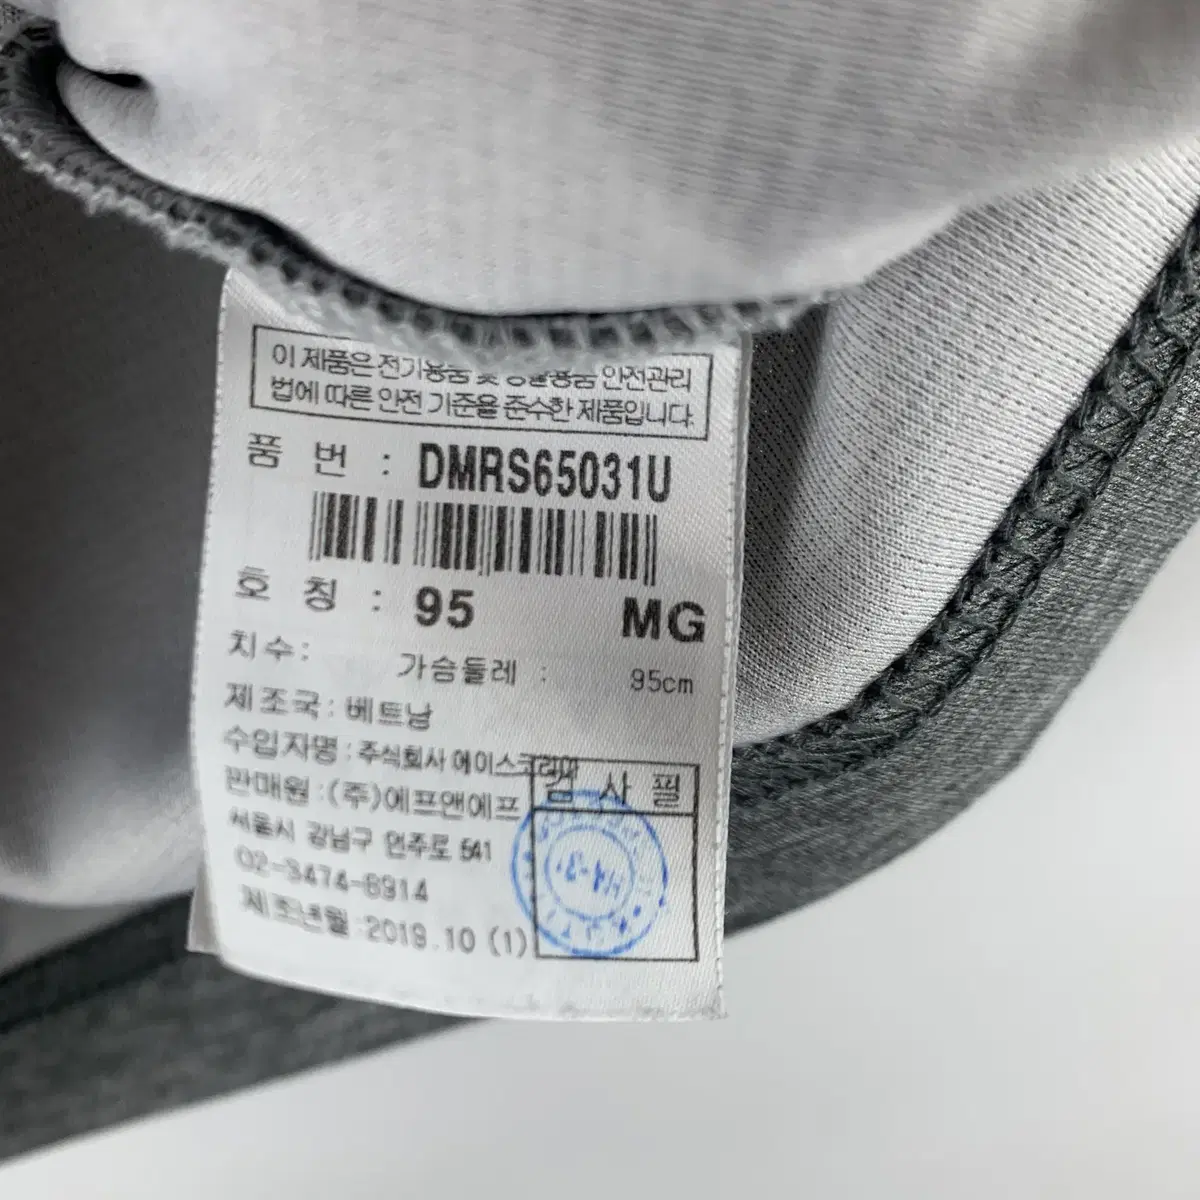 이 제품은 전기용품 및 생활용품 안전관리
법에 따른 안전 기준을 준수한 제품입니다.
품 번 : DMRS65031U
호 칭 : 95 MG
치수: 가슴둘레 : 95cm
제조국: 베트남
수입자명 : 주식회사 에이스코리아
판매원 :(주)에프앤에프
검 사 필
서울시 강남구 언주로 541
02-3474-6914
제조년월 :2019.10 (1)